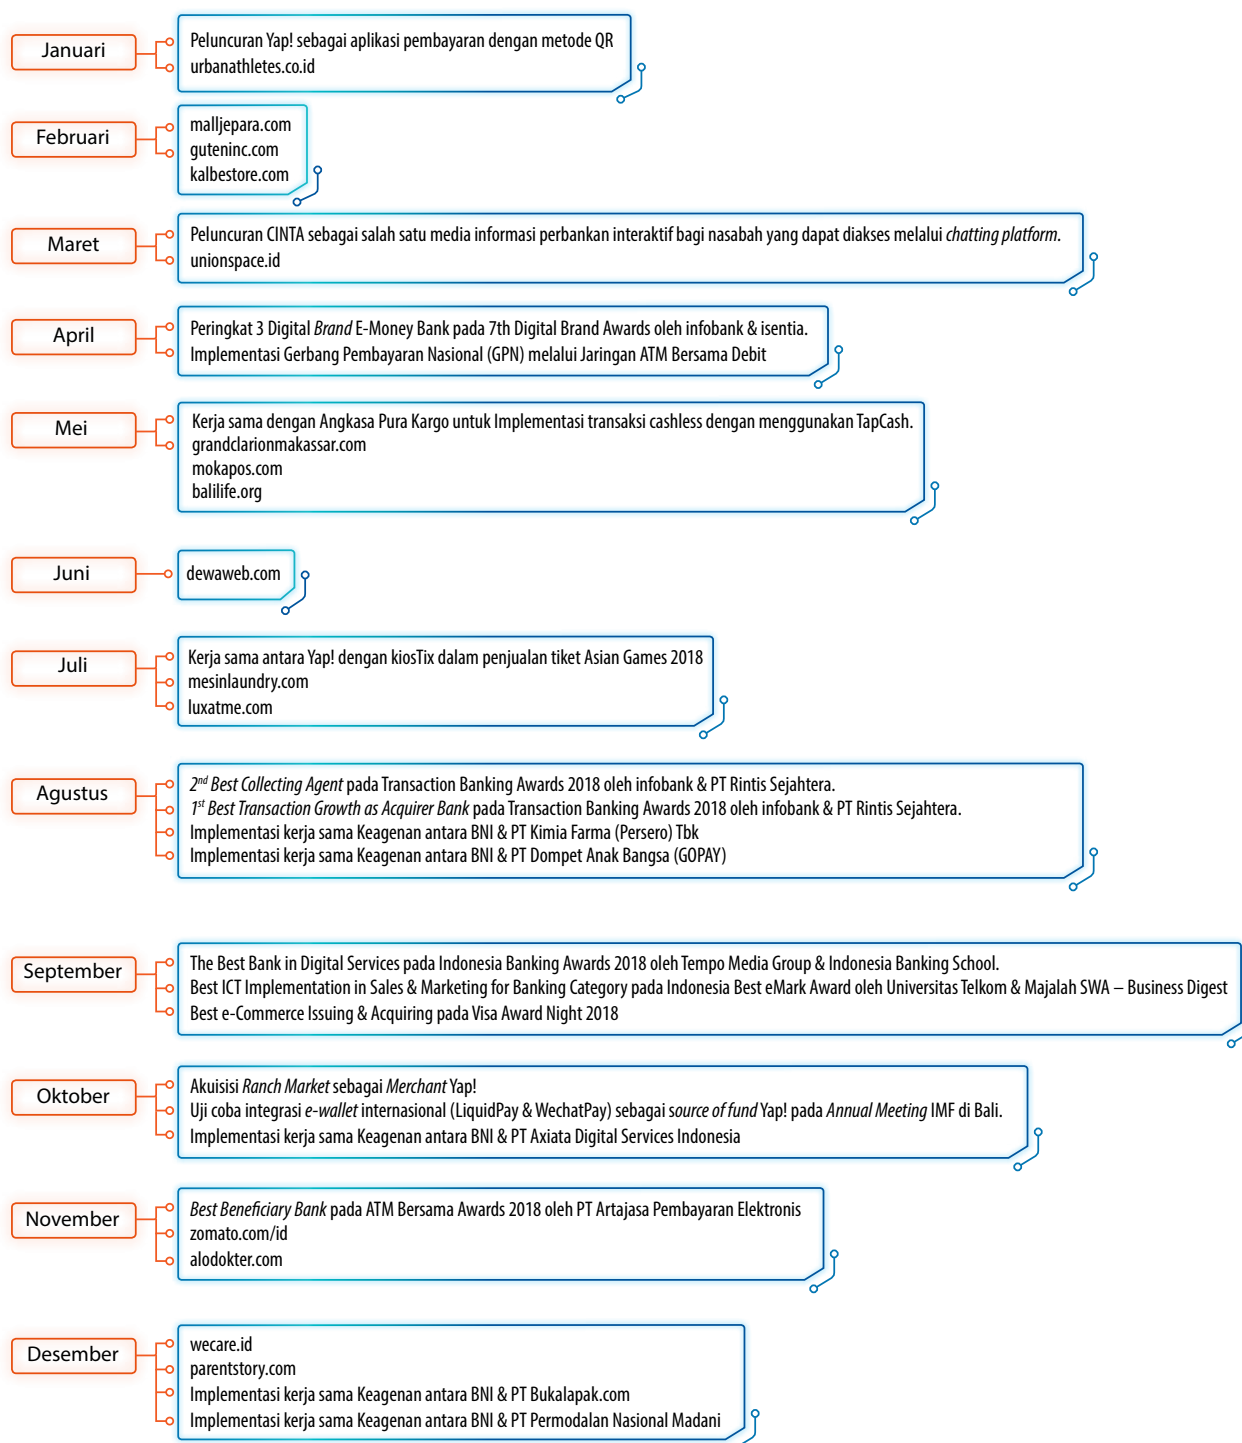 Januari
Peluncuran Yap! sebagai aplikasi pembayaran dengan metode QR
urbanathletes.co.id
Februari
malljepara.com
guteninc.com
kalbestore.com
Maret
Peluncuran CINTA sebagai salah satu media informasi perbankan interaktif bagi nasabah yang dapat diakses melalui chatting platform.
unionspace.id
April
Peringkat 3 Digital Brand E-Money Bank pada 7th Digital Brand Awards oleh infobank & isentia.
Implementasi Gerbang Pembayaran Nasional (GPN) melalui Jaringan ATM Bersama Debit
Mei
Kerja sama dengan Angkasa Pura Kargo untuk Implementasi transaksi cashless dengan menggunakan TapCash.
grandclarionmakassar.com
mokapos.com
balilife.org
Juni
dewaweb.com
Juli
Kerja sama antara Yap! dengan kiosTix dalam penjualan tiket Asian Games 2018
mesinlaundry.com
luxatme.com
Agustus
2nd Best Collecting Agent pada Transaction Banking Awards 2018 oleh infobank & PT Rintis Sejahtera.
1st Best Transaction Growth as Acquirer Bank pada Transaction Banking Awards 2018 oleh infobank & PT Rintis Sejahtera.
Implementasi kerja sama Keagenan antara BNI & PT Kimia Farma (Persero) Tbk
Implementasi kerja sama Keagenan antara BNI & PT Dompet Anak Bangsa (GOPAY)
September
The Best Bank in Digital Services pada Indonesia Banking Awards 2018 oleh Tempo Media Group & Indonesia Banking School.
Best ICT Implementation in Sales & Marketing for Banking Category pada Indonesia Best eMark Award oleh Universitas Telkom & Majalah SWA – Business Digest
Best e-Commerce Issuing & Acquiring pada Visa Award Night 2018
Oktober
Akuisisi Ranch Market sebagai Merchant Yap!
Uji coba integrasi e-wallet internasional (LiquidPay & WechatPay) sebagai source of fund Yap! pada Annual Meeting IMF di Bali.
Implementasi kerja sama Keagenan antara BNI & PT Axiata Digital Services Indonesia
November
Best Beneficiary Bank pada ATM Bersama Awards 2018 oleh PT Artajasa Pembayaran Elektronis
zomato.com/id
alodokter.com
Desember
wecare.id
parentstory.com
Implementasi kerja sama Keagenan antara BNI & PT Bukalapak.com
Implementasi kerja sama Keagenan antara BNI & PT Permodalan Nasional Madani